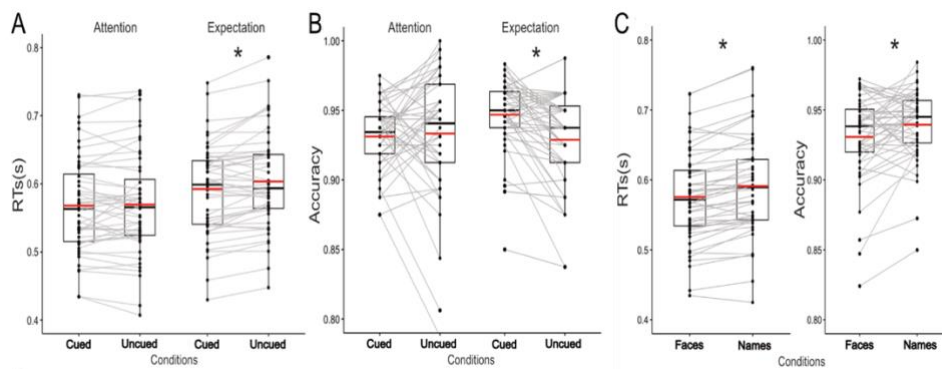 A
Attention Expectation
*
0.8
0.7
0.6
0.5
0.4
RTs(s)
Cued Uncued Cued Uncued
Conditions
B
Attention Expectation
*
1.00
0.95
0.90
0.85
0.80
Accuracy
Cued Uncued Cued Uncued
Conditions
C
*
0.8
0.7
0.6
0.5
0.4
RTs(s)
Faces Names
*
1.00
0.95
0.90
0.85
0.80
Accuracy
Faces Names
Conditions